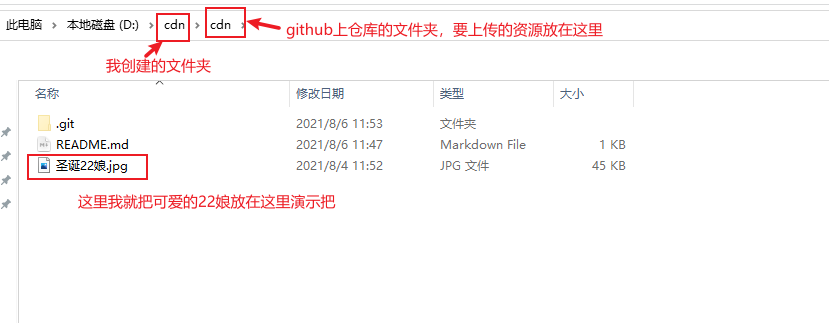 此电脑 > 本地磁盘 (D:) > cdn > cdn >
github上仓库的文件夹，要上传的资源放在这里
我创建的文件夹
名称 修改日期 类型 大小
.git 2021/8/6 11:53 文件夹
README.md 2021/8/6 11:47 Markdown File 1 KB
圣诞22娘.jpg 2021/8/4 11:52 JPG 文件 45 KB
这里我就把可爱的22娘放在这里演示把